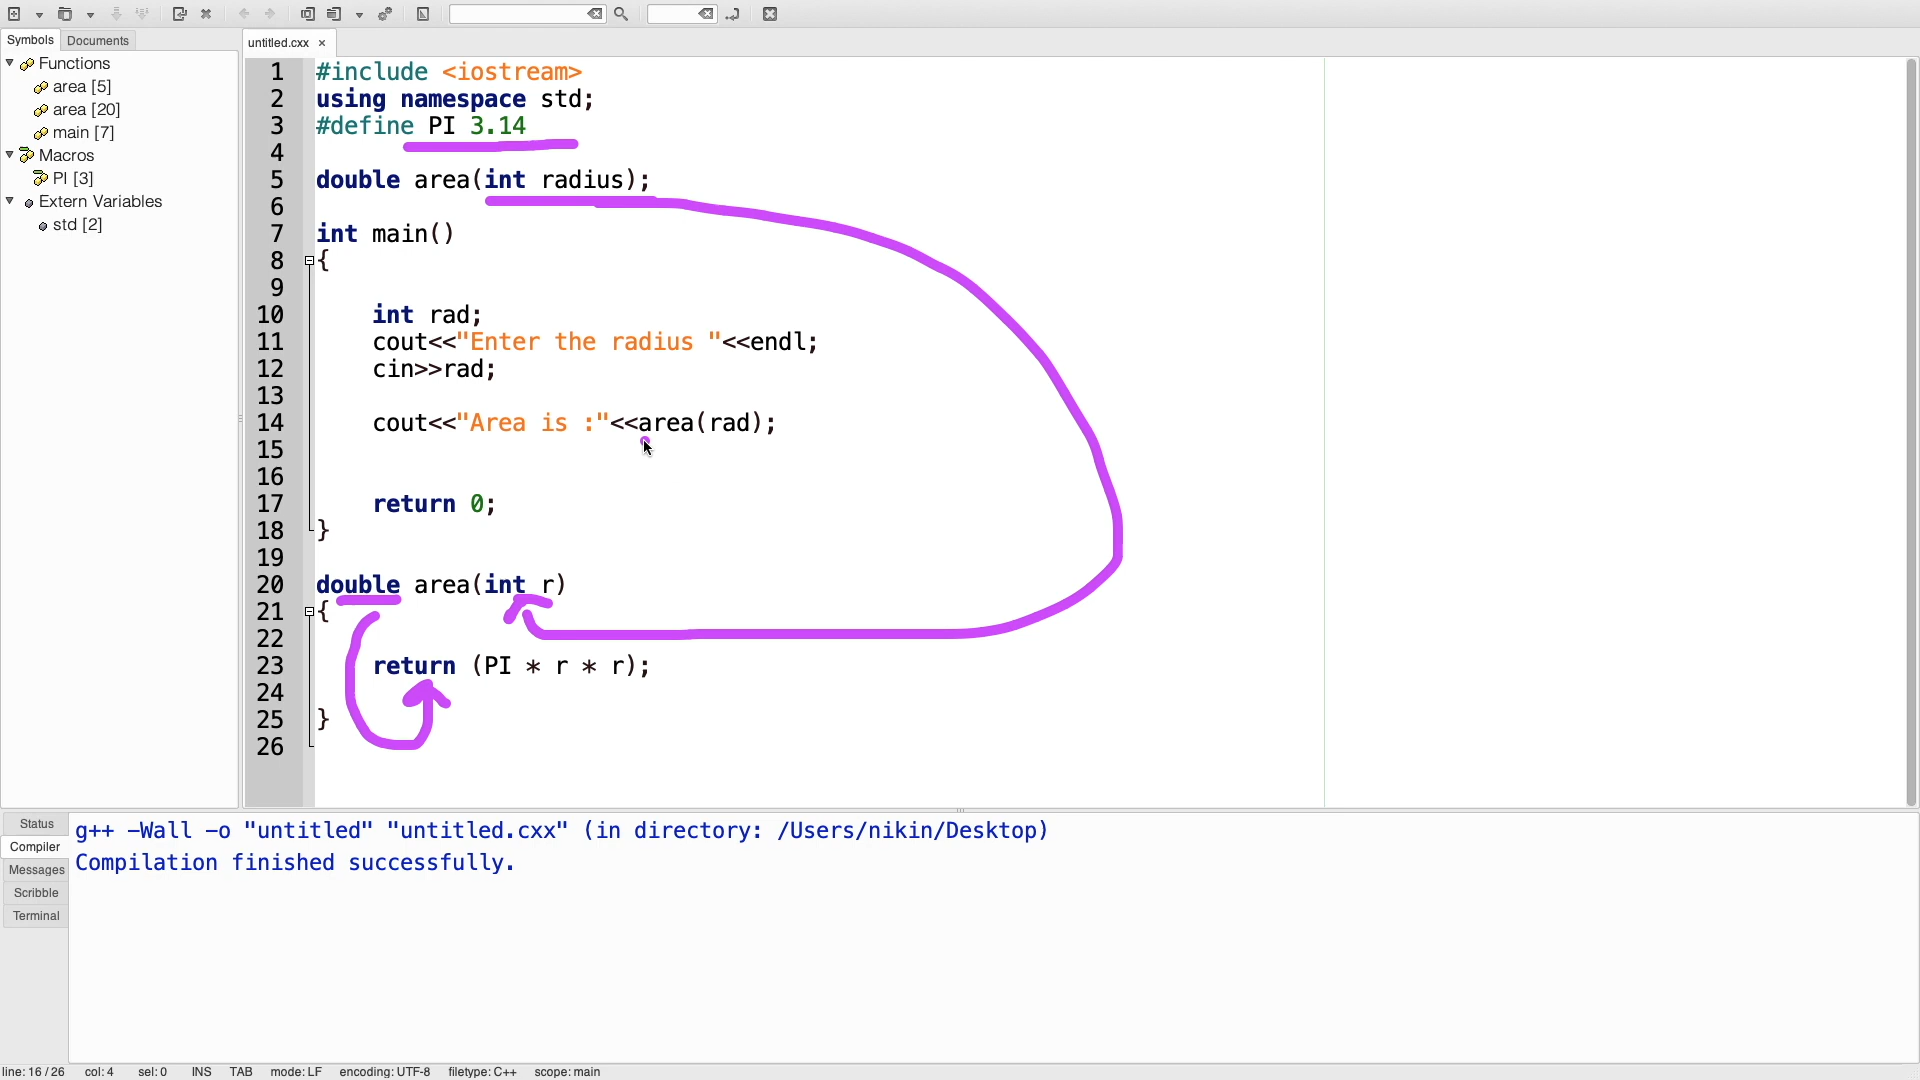 Symbols Documents
Functions
area [5]
area [20]
main [7]
Macros
PI [3]
Extern Variables
std [2]
untitled.cxx
1 #include <iostream>
2 using namespace std;
3 #define PI 3.14
4
5 double area(int radius);
6
7 int main()
8 {
9
10 int rad;
11 cout<<"Enter the radius "<<endl;
12 cin>>rad;
13
14 cout<<"Area is :"<<area(rad);
15
16
17 return 0;
18 }
19
20 double area(int r)
21 {
22
23 return (PI * r * r);
24
25 }
26
Status
Compiler
Messages
Scribble
Terminal
g++ -Wall -o "untitled" "untitled.cxx" (in directory: /Users/nikin/Desktop)
Compilation finished successfully.
line: 16 / 26 col: 4 sel: 0 INS TAB mode: LF encoding: UTF-8 filetype: C++ scope: main